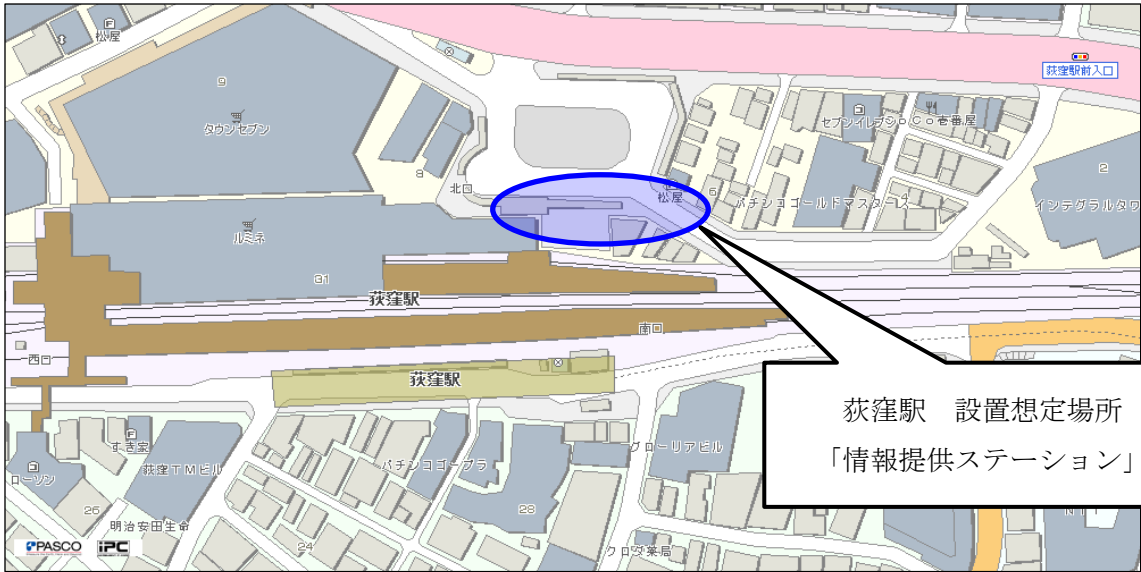 松屋
荻窪駅前入口
9
タウンセブン
セブンイレブン
CoCo壱番屋
2
8
北口
6
松屋
パチンコゴールドマスターズ
インテグラルタワ
ルミネ
31
荻窪駅
南口
西口
荻窪駅
荻窪駅 設置想定場所
「情報提供ステーション」
すき家
グローリアビル
ローソン
荻窪TMビル
パチンコゴープラ
26
28
NTT
明治安田生命
24
クロダ薬局
PASCO iPC